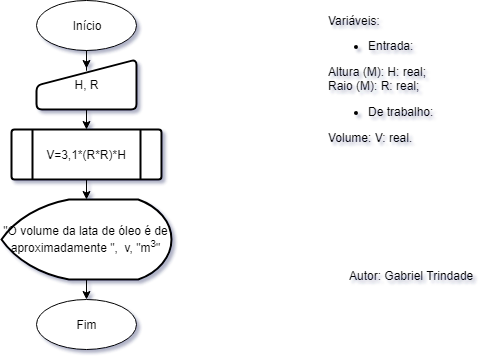 Início
H, R
V=3,1*(R*R)*H
"O volume da lata de óleo é de
aproximadamente ", v, "m³"
Fim
Variáveis:
• Entrada:
Altura (M): H: real;
Raio (M): R: real;
• De trabalho:
Volume: V: real.
Autor: Gabriel Trindade